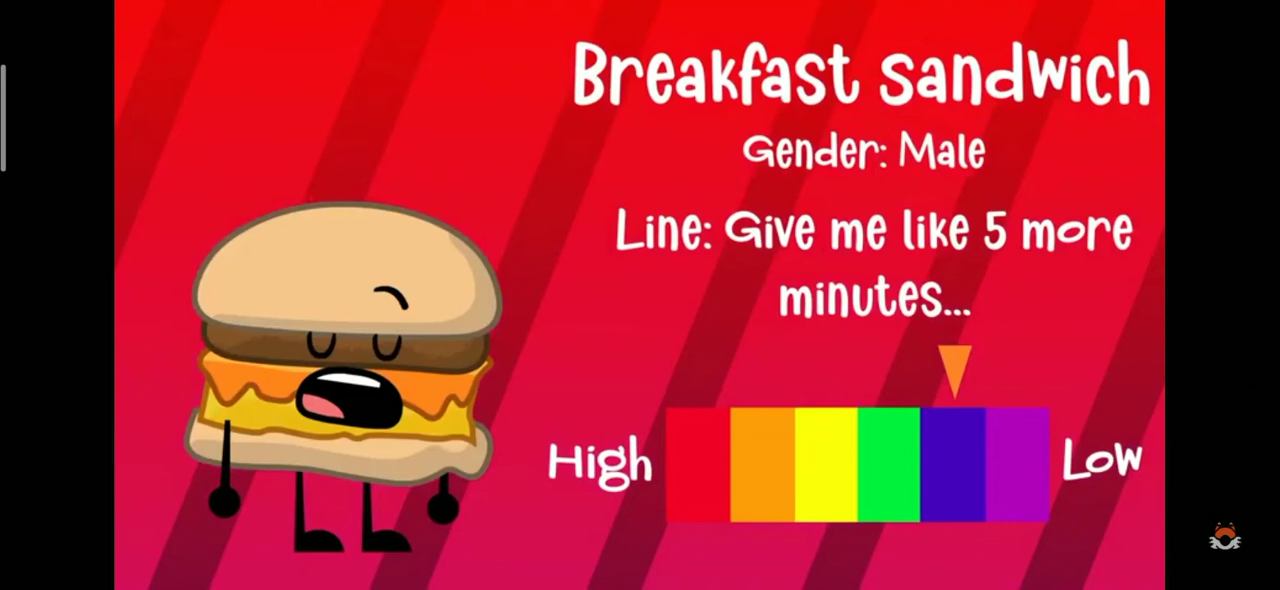 Breakfast sandwich
Gender: Male
Line: Give me like 5 more
minutes...
High
Low